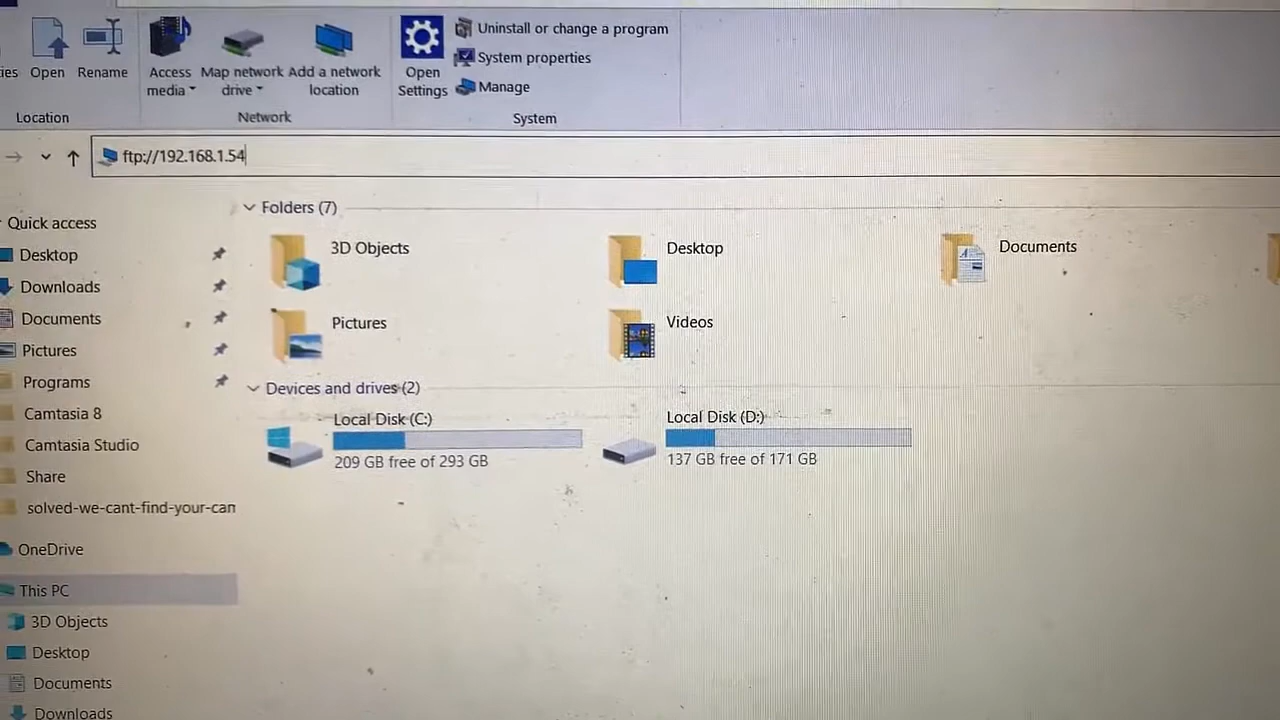 ies Open Rename Access media Map network drive Add a network location Open Settings Uninstall or change a program
System properties
Manage
Location Network System
ftp://192.168.1.54
Quick access
Desktop
Downloads
Documents
Pictures
Programs
Camtasia 8
Camtasia Studio
Share
solved-we-cant-find-your-can
OneDrive
This PC
3D Objects
Desktop
Documents
Downloads
Folders (7)
3D Objects
Desktop
Documents
Pictures
Videos
Devices and drives (2)
Local Disk (C:)
209 GB free of 293 GB
Local Disk (D:)
137 GB free of 171 GB